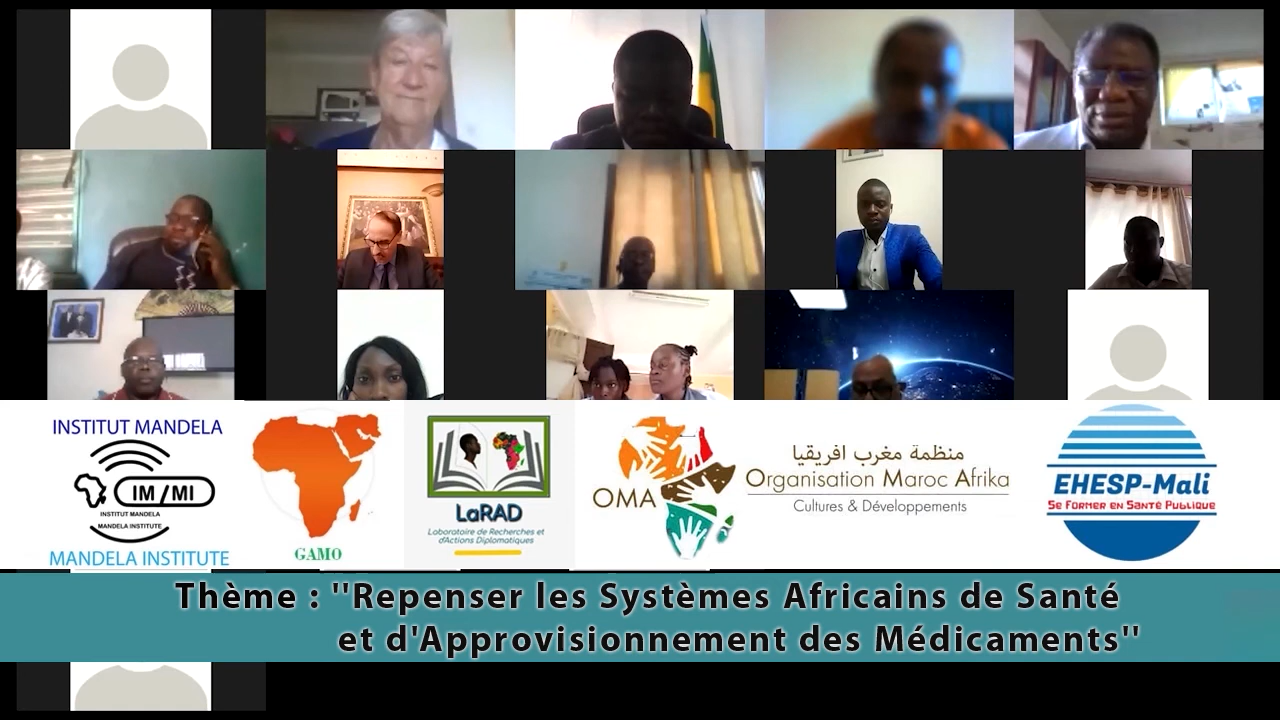 INSTITUT MANDELA
IM/MI
INSTITUT MANDELA
MANDELA INSTITUTE
MANDELA INSTITUTE
GAMO
LaRAD
Laboratoire de Recherches et
d'Actions Diplomatiques
OMA
منظمة مغرب افريقيا
Organisation Maroc Afrika
Cultures & Développements
EHESP-Mali
Se Former en Santé Publique
Thème : ''Repenser les Systèmes Africains de Santé
et d'Approvisionnement des Médicaments''